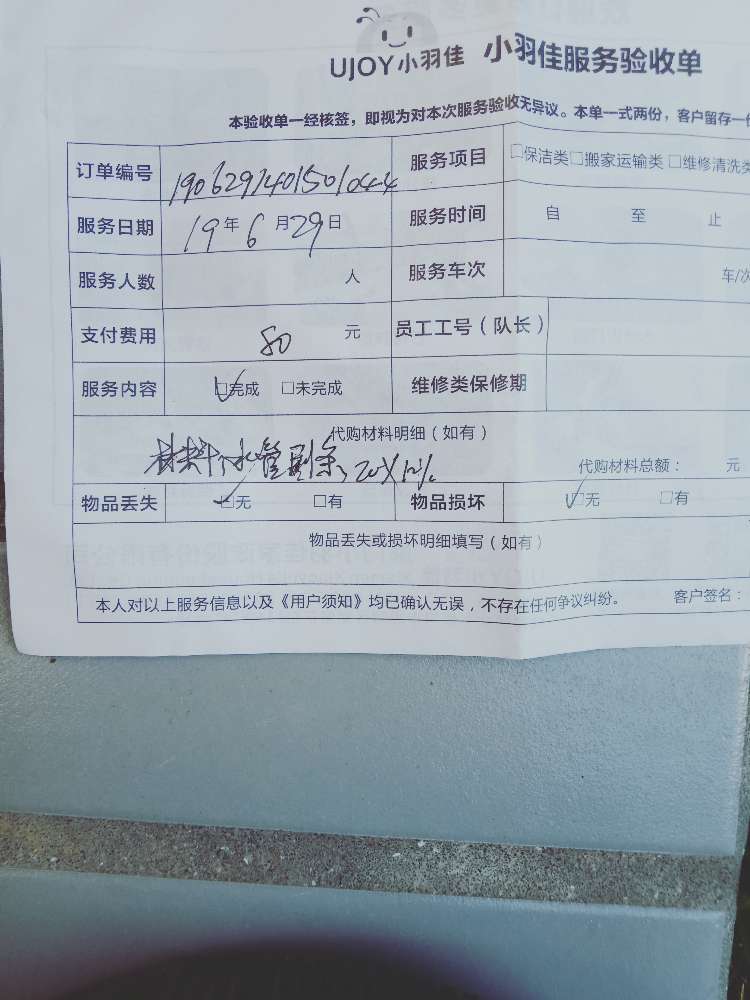 UJOY小羽佳 小羽佳服务验收单
本验收单一经核签，即视为对本次服务验收无异议。本单一式两份，客户留存一
订单编号 1906291401501044 服务项目 □保洁类□搬家运输类 □维修清洗类
服务日期 19年6月29日 服务时间 自 至 止
服务人数 人 服务车次 车/次
支付费用 80 元 员工工号（队长）
服务内容 ☑完成 □未完成 维修类保修期
代购材料明细（如有）
材料下水管
代购材料总额： 元
物品丢失 ☑无 □有 物品损坏 ☑无 □有
物品丢失或损坏明细填写（如有）
本人对以上服务信息以及《用户须知》均已确认无误，不存在任何争议纠纷。 客户签名：